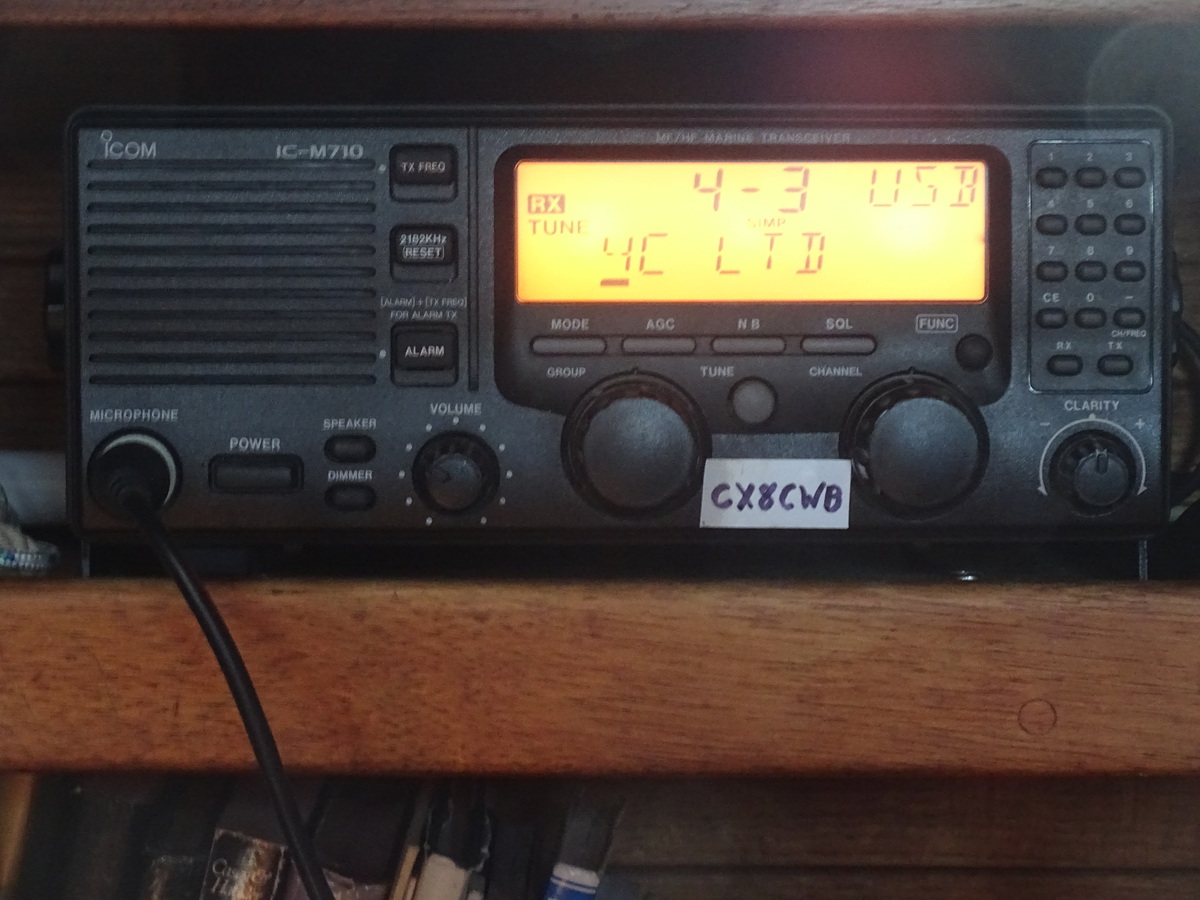 ICOM
IC-M710
MF/HF MARINE TRANSCEIVER
TX FREQ
2182KHz
RESET
[ALARM]+[TX FREQ]
FOR ALARM TX
ALARM
4-3 USB
RX
TUNE
SIMP
4C LTD
MODE AGC NB SQL FUNC
GROUP TUNE CHANNEL
1 2 3
4 5 6
7 8 9
CE 0 –
CH/FREQ
RX TX
CLARITY
– +
MICROPHONE
POWER
SPEAKER
DIMMER
VOLUME
CX8CWB